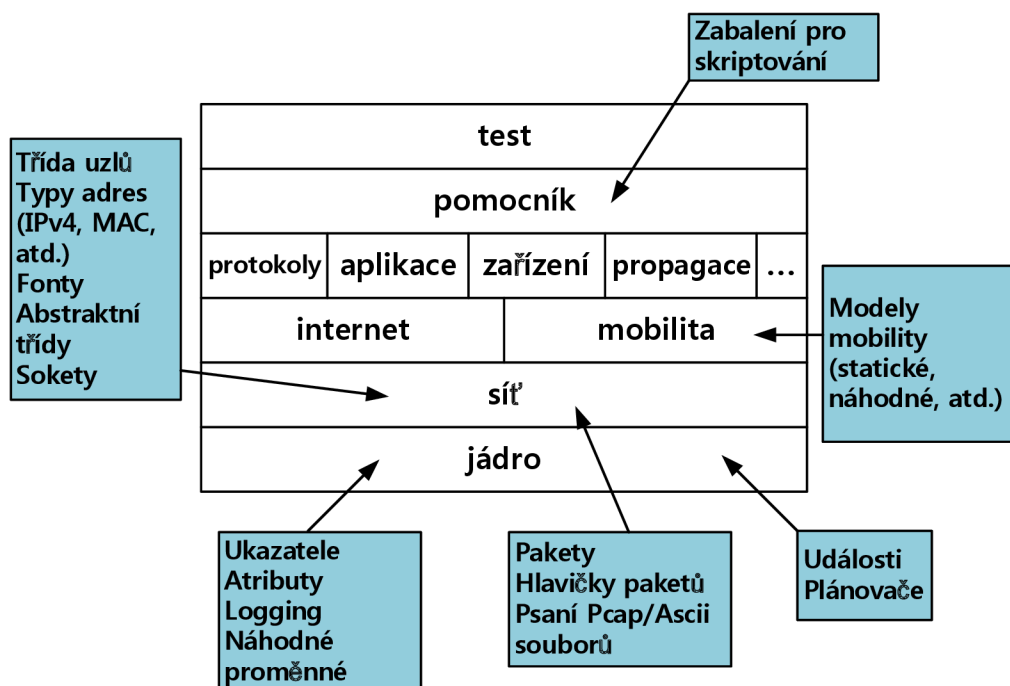 Zabalení pro
skriptování
test
pomocník
protokoly aplikace zařízení propagace ...
internet mobilita
síť
jádro
Třída uzlů
Typy adres
(IPv4, MAC,
atd.)
Fonty
Abstraktní
třídy
Sokety
Modely
mobility
(statické,
náhodné, atd.)
Ukazatele
Atributy
Logging
Náhodné
proměnné
Pakety
Hlavičky paketů
Psaní Pcap/Ascii
souborů
Události
Plánovače